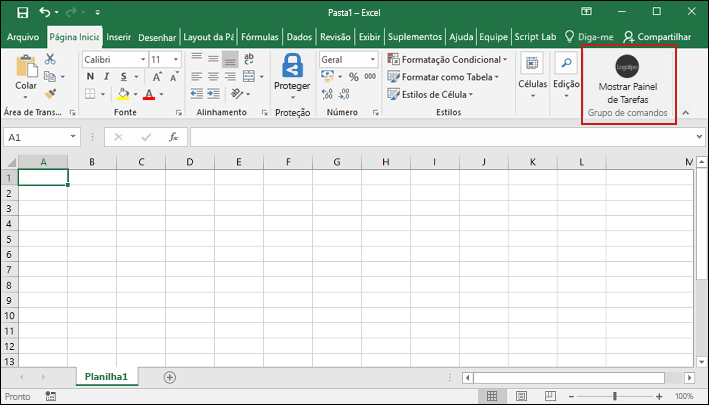 Pasta1 – Excel
Arquivo Página Inicia Inserir Desenhar Layout da Pá Fórmulas Dados Revisão Exibir Suplementos Ajuda Equipe Script Lab Diga-me Compartilhar
Colar
Calibri 11
N I S
A A
A
ab
Proteger
Geral
% 000
Formatação Condicional
Formatar como Tabela
Estilos de Célula
Células
Edição
Logotipo
Mostrar Painel
de Tarefas
Área de Trans... Fonte Alinhamento Proteção Número Estilos Grupo de comandos
A1 fx
A B C D E F G H I J K L M
1
2
3
4
5
6
7
8
9
10
11
12
13
Planilha1
Pronto 100%